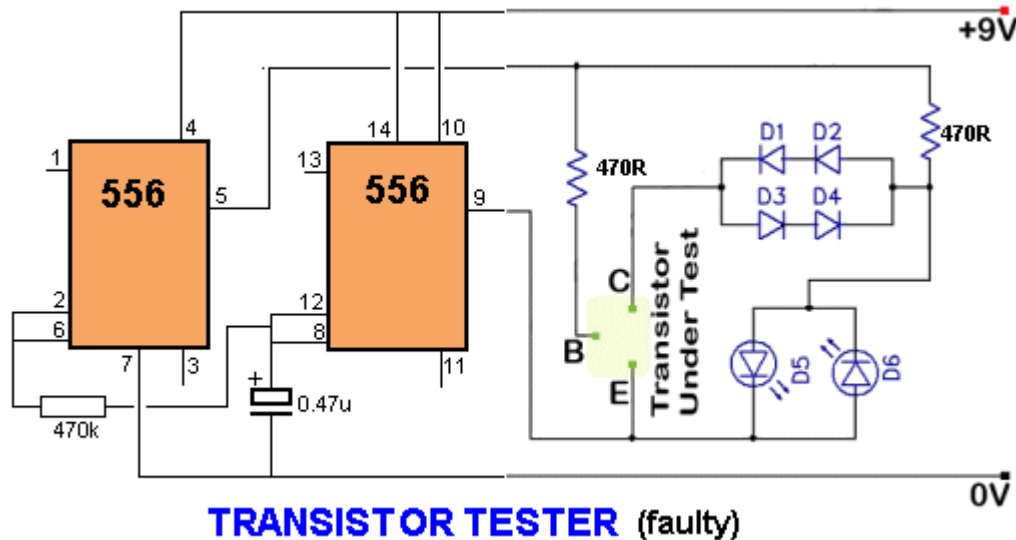 +9V
4
14
10
1
13
556
556
5
9
470R
470R
D1
D2
D3
D4
2
6
12
8
7
3
11
C
B
E
Transistor
Under Test
D5
D6
+
0.47u
470k
0V
TRANSISTOR TESTER (faulty)